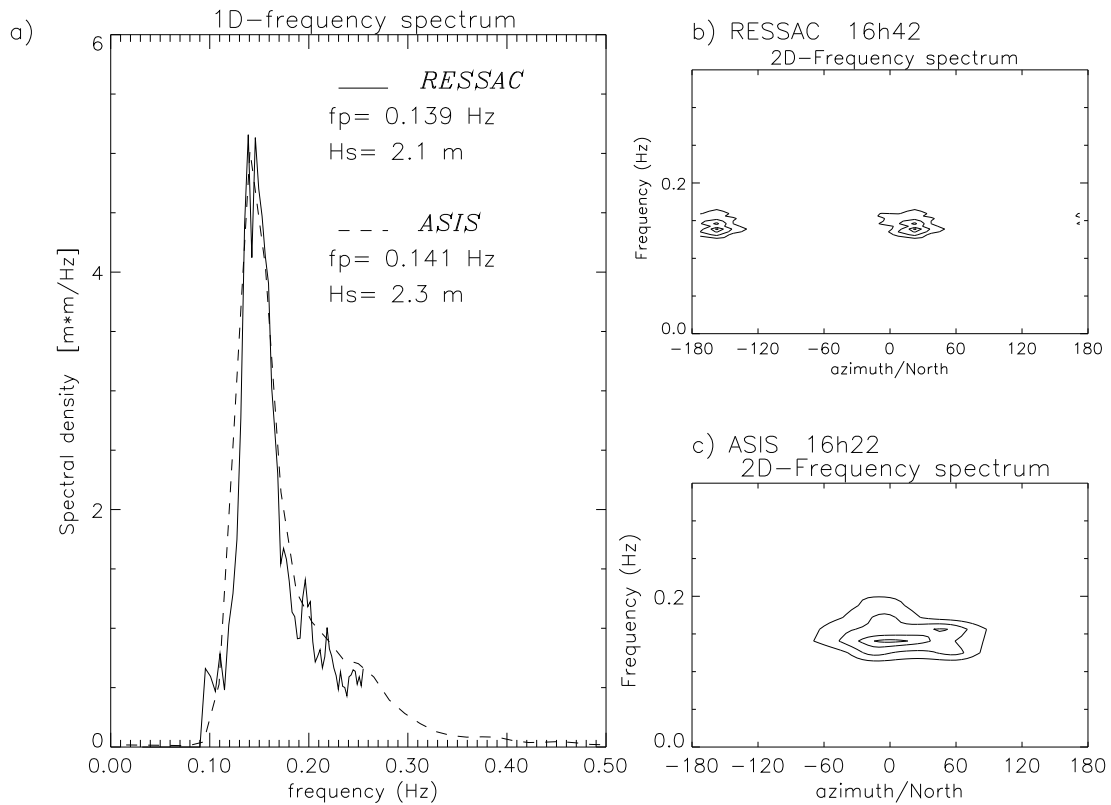 a)
1D-frequency spectrum
6
4
2
0
Spectral density [m*m/Hz]
RESSAC
fp= 0.139 Hz
Hs= 2.1 m
ASIS
fp= 0.141 Hz
Hs= 2.3 m
0.00 0.10 0.20 0.30 0.40 0.50
frequency (Hz)
b) RESSAC 16h42
2D-Frequency spectrum
Frequency (Hz)
0.2
0.0
-180 -120 -60 0 60 120 180
azimuth/North
c) ASIS 16h22
2D-Frequency spectrum
Frequency (Hz)
0.2
0.0
-180 -120 -60 0 60 120 180
azimuth/North